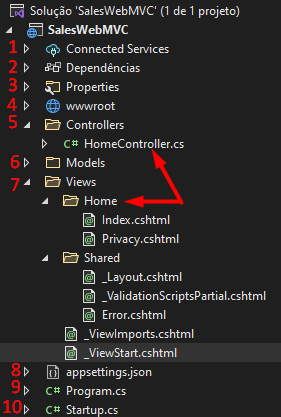 Solução 'SalesWebMVC' (1 de 1 projeto)
SalesWebMVC
1 Connected Services
2 Dependências
3 Properties
4 wwwroot
5 Controllers
C# HomeController.cs
6 Models
7 Views
Home
Index.cshtml
Privacy.cshtml
Shared
_Layout.cshtml
_ValidationScriptsPartial.cshtml
Error.cshtml
_ViewImports.cshtml
_ViewStart.cshtml
8 appsettings.json
9 C# Program.cs
10 C# Startup.cs